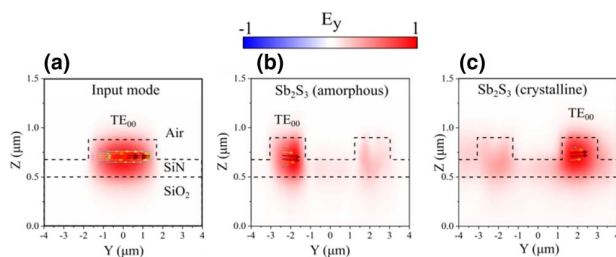 E_y
-1 1
(a) (b) (c)
Input mode
Sb₂S₃ (amorphous)
Sb₂S₃ (crystalline)
TE₀₀
TE₀₀
TE₀₀
Air
SiN
SiO₂
Z (μm)
1.5
1.0
0.5
0.0
-4 -3 -2 -1 0 1 2 3 4
Y (μm)
Z (μm)
1.5
1.0
0.5
0.0
-4 -3 -2 -1 0 1 2 3 4
Y (μm)
Z (μm)
1.5
1.0
0.5
0.0
-4 -3 -2 -1 0 1 2 3 4
Y (μm)